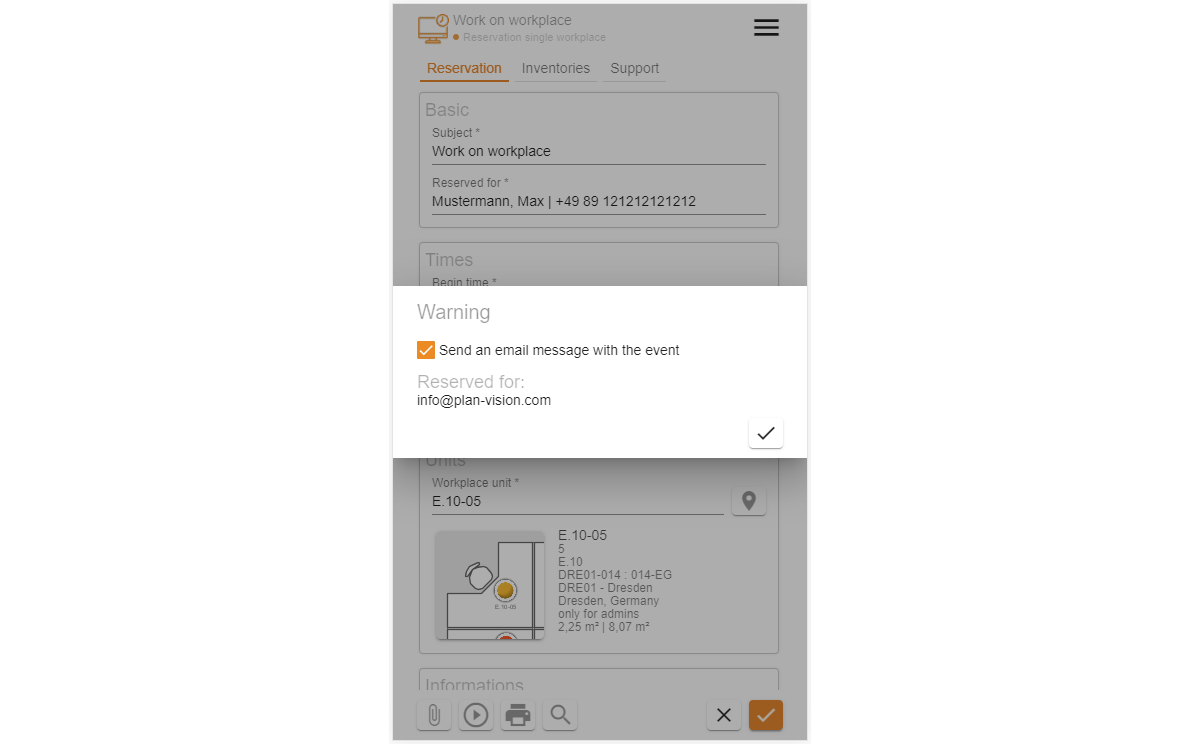 Work on workplace
Reservation single workplace
Reservation Inventories Support
Basic
Subject *
Work on workplace
Reserved for *
Mustermann, Max | +49 89 121212121212
Times
Begin time *
Warning
Send an email message with the event
Reserved for:
info@plan-vision.com
Units
Workplace unit *
E.10-05
E.10-05
5
E.10
DRE01-014 : 014-EG
DRE01 - Dresden
Dresden, Germany
only for admins
2,25 m² | 8,07 m²
E.10-05
Informations